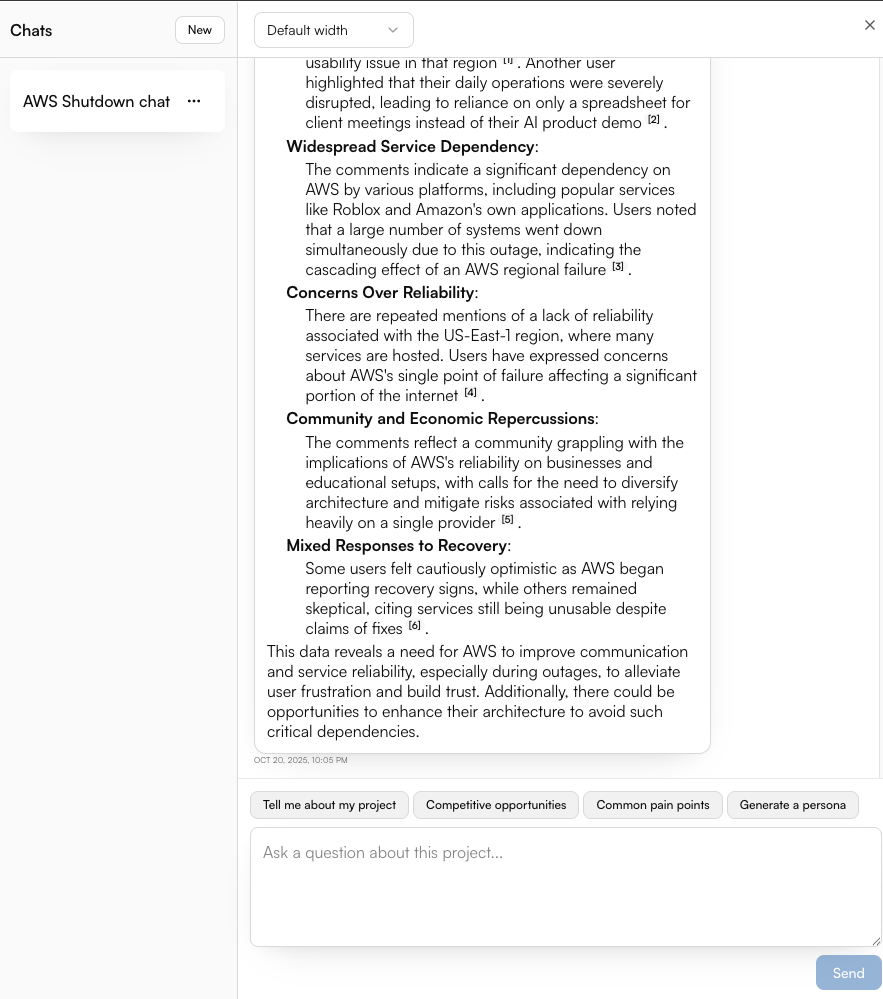 Chats
New
Default width
AWS Shutdown chat
usability issue in that region [1] . Another user
highlighted that their daily operations were severely
disrupted, leading to reliance on only a spreadsheet for
client meetings instead of their AI product demo [2] .
Widespread Service Dependency:
The comments indicate a significant dependency on
AWS by various platforms, including popular services
like Roblox and Amazon's own applications. Users noted
that a large number of systems went down
simultaneously due to this outage, indicating the
cascading effect of an AWS regional failure [3] .
Concerns Over Reliability:
There are repeated mentions of a lack of reliability
associated with the US-East-1 region, where many
services are hosted. Users have expressed concerns
about AWS's single point of failure affecting a significant
portion of the internet [4] .
Community and Economic Repercussions:
The comments reflect a community grappling with the
implications of AWS's reliability on businesses and
educational setups, with calls for the need to diversify
architecture and mitigate risks associated with relying
heavily on a single provider [5] .
Mixed Responses to Recovery:
Some users felt cautiously optimistic as AWS began
reporting recovery signs, while others remained
skeptical, citing services still being unusable despite
claims of fixes [6] .
This data reveals a need for AWS to improve communication
and service reliability, especially during outages, to alleviate
user frustration and build trust. Additionally, there could be
opportunities to enhance their architecture to avoid such
critical dependencies.
OCT 20, 2025, 10:05 PM
Tell me about my project
Competitive opportunities
Common pain points
Generate a persona
Ask a question about this project...
Send